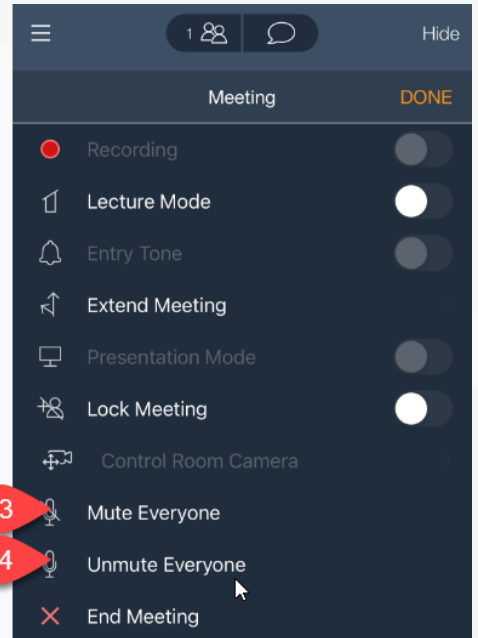 1
Hide
Meeting
DONE
Recording
Lecture Mode
Entry Tone
Extend Meeting
Presentation Mode
Lock Meeting
Control Room Camera
3
Mute Everyone
4
Unmute Everyone
End Meeting